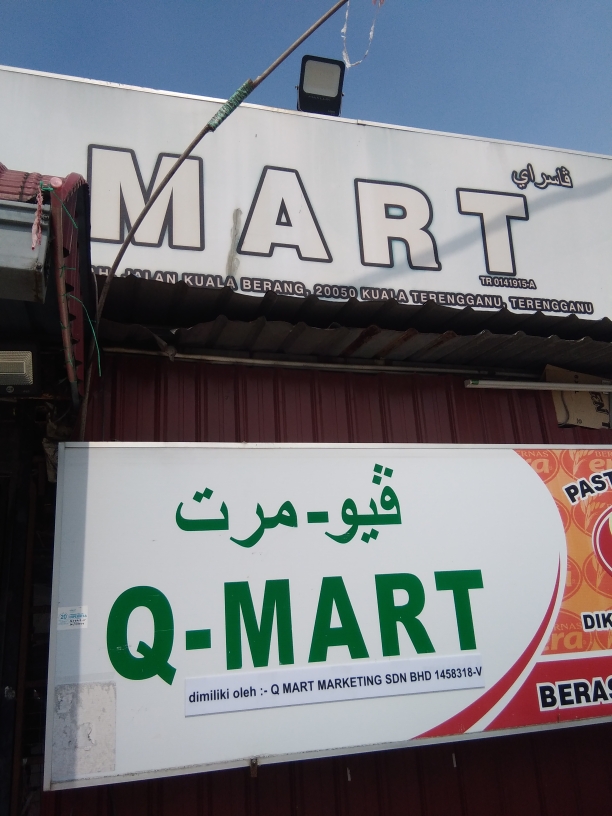 ڤاسراي
MART
TR 0141915-A
JALAN KUALA BERANG, 20050 KUALA TERENGGANU, TERENGGANU
ڤيو-مرت
Q-MART
dimiliki oleh :- Q MART MARKETING SDN BHD 1458318-V
PAST
DIK
BERAS